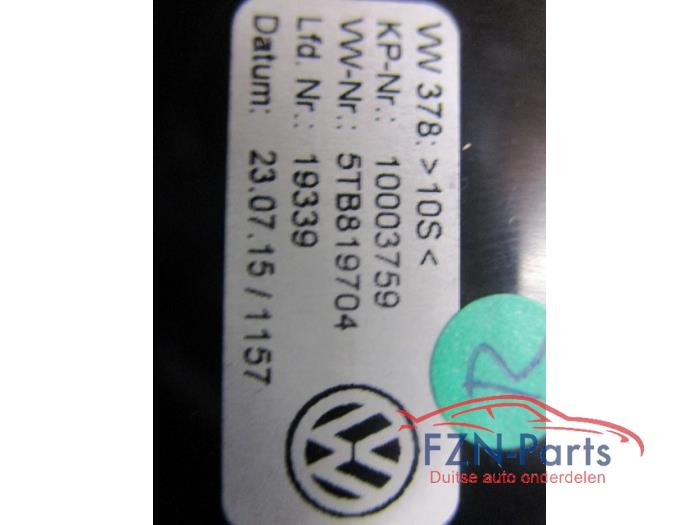 VW 378: >10S<
KP-Nr.: 10003759
VW-Nr.: 5TB819704
Lfd. Nr.: 19339
Datum: 23.07.15/1157
R
FZN-Parts
Duitse auto onderdelen